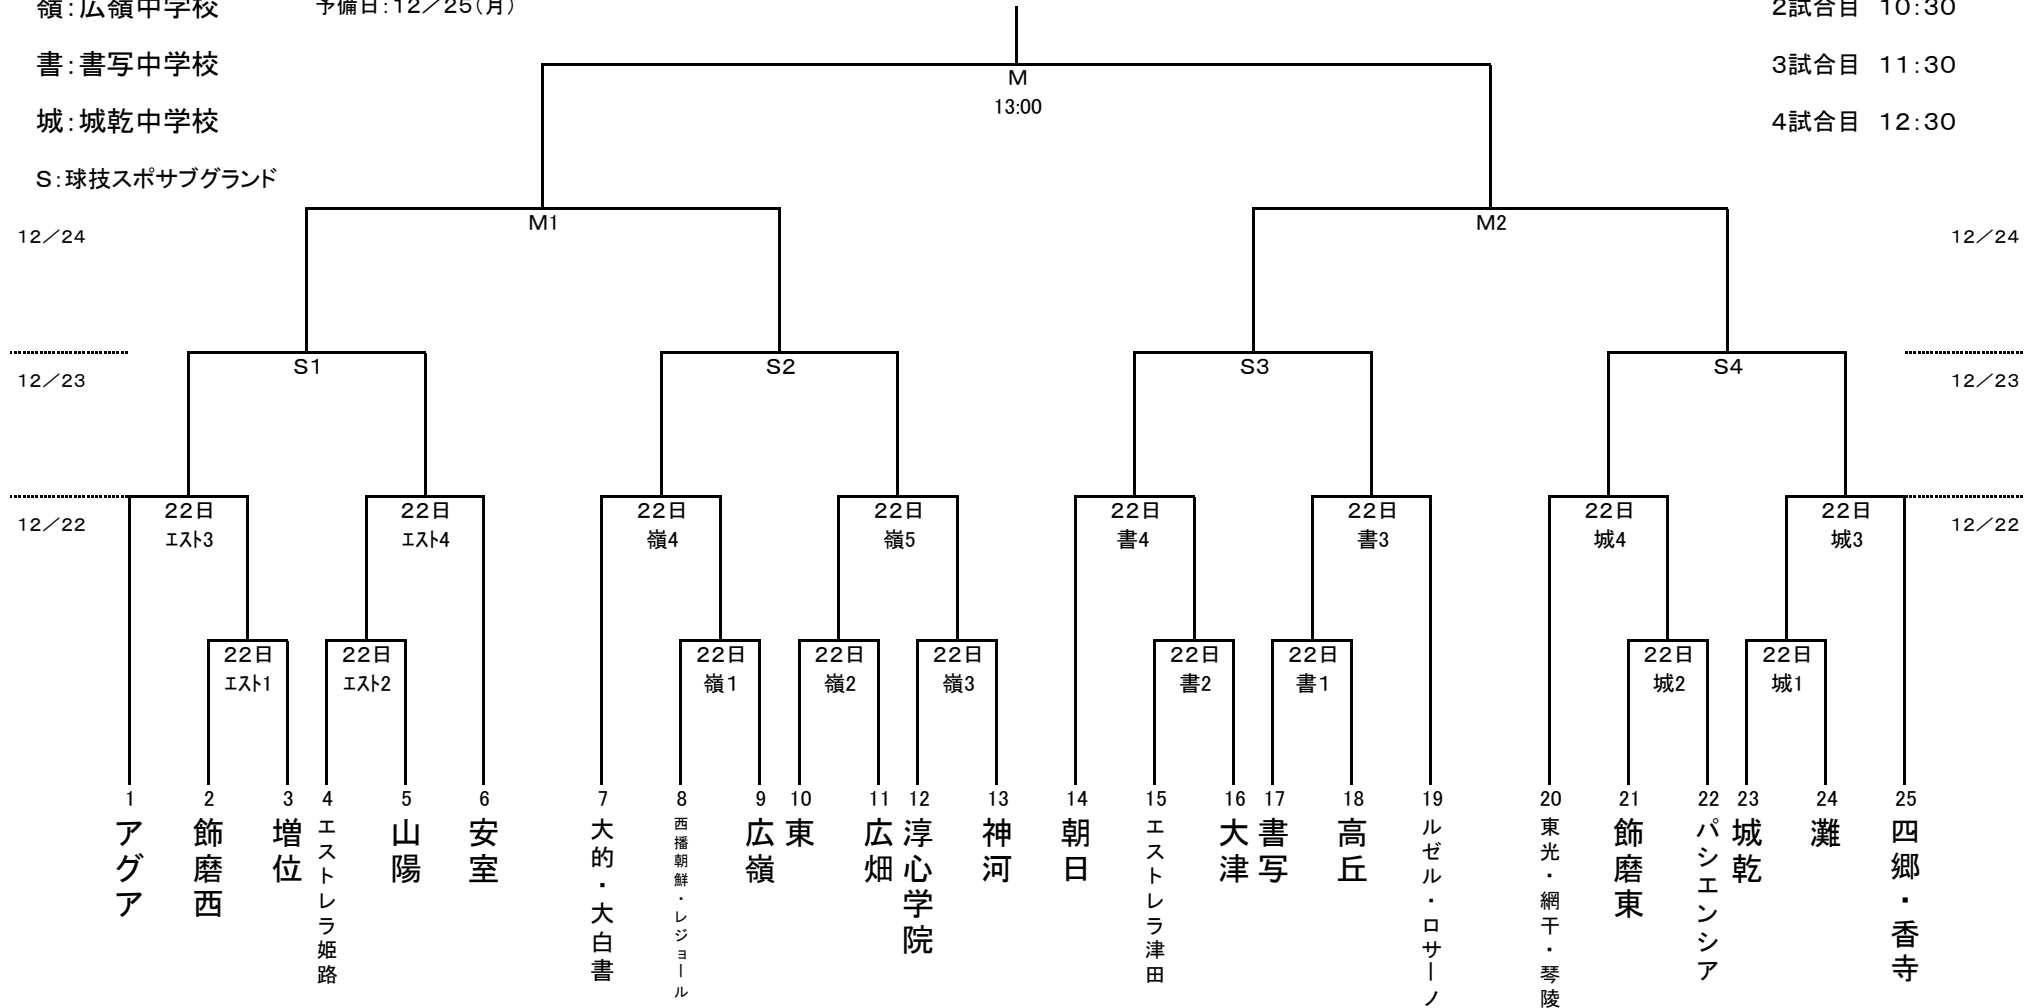 嶺:広嶺中学校
予備日:12/25(月)
2試合目 10:30
書:書写中学校
3試合目 11:30
M
13:00
城:城乾中学校
4試合目 12:30
S:球技スポサブグランド
M1
M2
12/24
12/24
S1
S2
S3
S4
12/23
12/23
22日
エスト3
22日
エスト4
22日
嶺4
22日
嶺5
22日
書4
22日
書3
22日
城4
22日
城3
12/22
12/22
22日
エスト1
22日
エスト2
22日
嶺1
22日
嶺2
22日
嶺3
22日
書2
22日
書1
22日
城2
22日
城1
1
アグア
2
飾磨西
3
増位
4
エストレラ姫路
5
山陽
6
安室
7
大的・大白書
8
西播朝鮮・レジョール
9
広嶺
10
東
11
広畑
12
淳心学院
13
神河
14
朝日
15
エストレラ津田
16
大津
17
書写
18
高丘
19
ルゼル・ロサーノ
20
東光・網干・琴陵
21
飾磨東
22
パシエンシア
23
城乾
24
灘
25
四郷・香寺